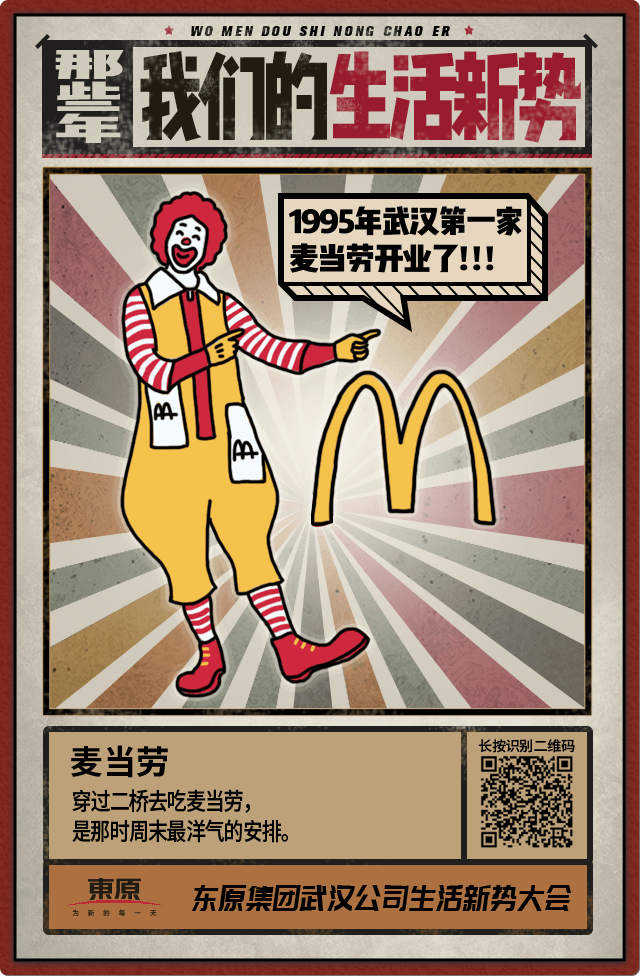 WO MEN DOU SHI NONG CHAO ER
那些年
我们的生活新势
1995年武汉第一家
麦当劳开业了!!!
麦当劳
穿过二桥去吃麦当劳，
是那时周末最洋气的安排。
长按识别二维码
東原
为新的每一天
东原集团武汉公司生活新势大会